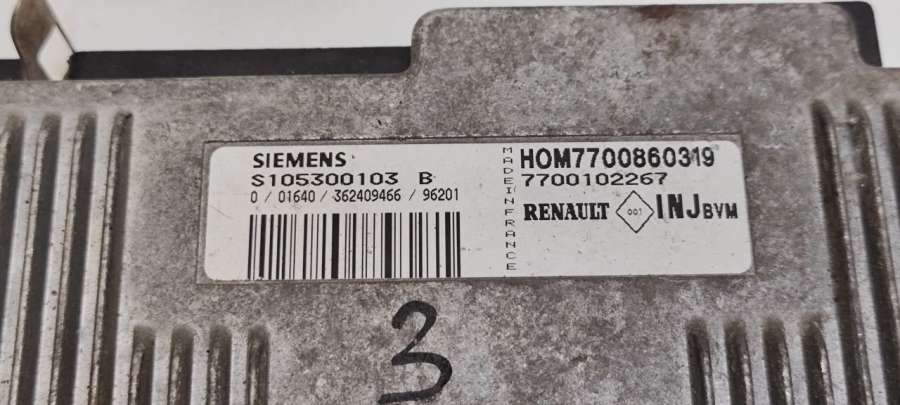 SIEMENS
S105300103 B
0 / 01640 / 362409466 / 96201
MADE IN FRANCE
HOM7700860319
7700102267
RENAULT 001 INJ BVM
3